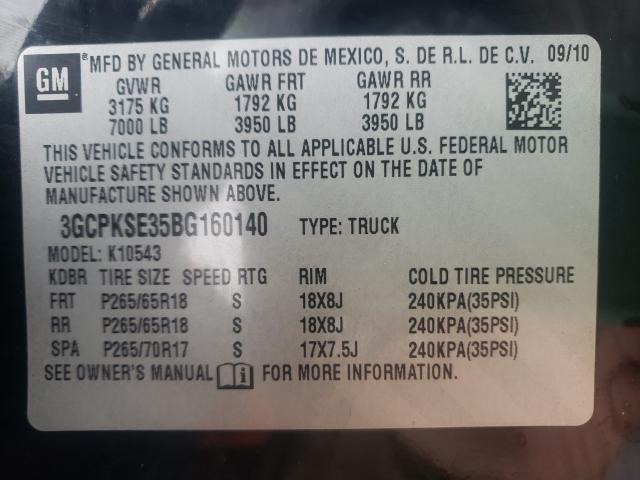 GM ® MFD BY GENERAL MOTORS DE MEXICO, S. DE R.L. DE C.V. 09/10
GVWR GAWR FRT GAWR RR
3175 KG 1792 KG 1792 KG
7000 LB 3950 LB 3950 LB
THIS VEHICLE CONFORMS TO ALL APPLICABLE U.S. FEDERAL MOTOR
VEHICLE SAFETY STANDARDS IN EFFECT ON THE DATE OF
MANUFACTURE SHOWN ABOVE.
3GCPKSE35BG160140 TYPE: TRUCK
MODEL: K10543
KDBR TIRE SIZE SPEED RTG RIM COLD TIRE PRESSURE
FRT P265/65R18 S 18X8J 240KPA(35PSI)
RR P265/65R18 S 18X8J 240KPA(35PSI)
SPA P265/70R17 S 17X7.5J 240KPA(35PSI)
SEE OWNER'S MANUAL i FOR MORE INFORMATION.